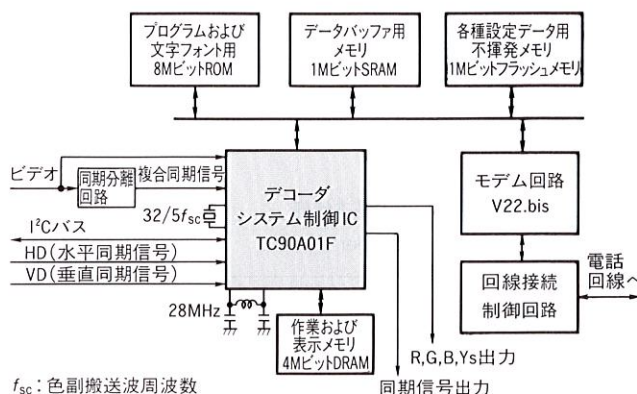 プログラムおよび
文字フォント用
8MビットROM
データバッファ用
メモリ
1MビットSRAM
各種設定データ用
不揮発メモリ
1Mビットフラッシュメモリ
ビデオ
同期分離
回路
複合同期信号
32/5fsc
I²Cバス
HD(水平同期信号)
VD(垂直同期信号)
28MHz
デコーダ
システム制御IC
TC90A01F
モデム回路
V22.bis
回線接続
制御回路
電話
回線へ
作業および
表示メモリ
4MビットDRAM
R,G,B,Ys出力
同期信号出力
fsc:色副搬送波周波数